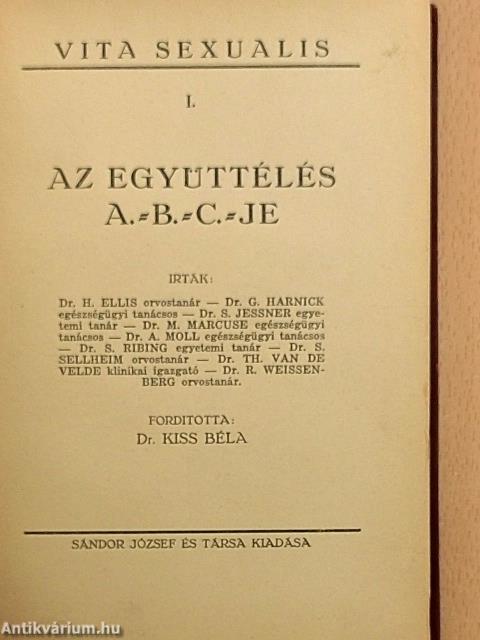 VITA SEXUALIS
I.
AZ EGYÜTTÉLÉS
A.=B.=C.=JE
IRTÁK:
Dr. H. ELLIS orvostanár — Dr. G. HARNICK
egészségügyi tanácsos — Dr. S. JESSNER egye-
temi tanár — Dr. M. MARCUSE egészségügyi
tanácsos — Dr. A. MOLL egészségügyi tanácsos
— Dr. S. RIBING egyetemi tanár — Dr. S.
SELLHEIM orvostanár — Dr. TH. VAN DE
VELDE klinikai igazgató — Dr. R. WEISSEN-
BERG orvostanár.
FORDITOTTA:
Dr. KISS BÉLA
SÁNDOR JÓZSEF ÉS TÁRSA KIADÁSA
Antikvárium.hu